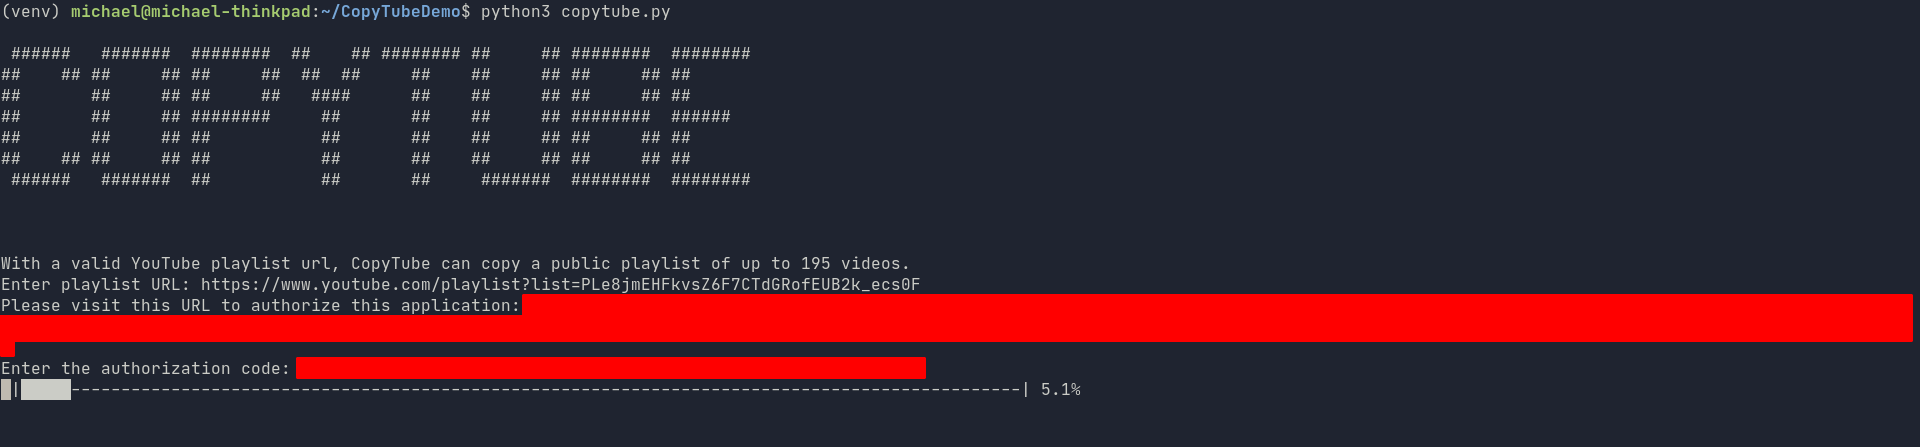 (venv) michael@michael-thinkpad:~/CopyTubeDemo$ python3 copytube.py
 ######   #######  ########  ##    ## ######## ##     ## ########  ########
##    ## ##     ## ##     ##  ##  ##     ##    ##     ## ##     ## ##
##       ##     ## ##     ##   ####      ##    ##     ## ##     ## ##
##       ##     ## ########     ##       ##    ##     ## ########  ######
##       ##     ## ##           ##       ##    ##     ## ##     ## ##
##    ## ##     ## ##           ##       ##    ##     ## ##     ## ##
 ######   #######  ##           ##       ##     #######  ########  ########
With a valid YouTube playlist url, CopyTube can copy a public playlist of up to 195 videos.
Enter playlist URL: https://www.youtube.com/playlist?list=PLe8jmEHFkvsZ6F7CTdGRofEUB2k_ecs0F
Please visit this URL to authorize this application:
Enter the authorization code:
|█████-----------------------------------------------------------------------------------------------| 5.1%